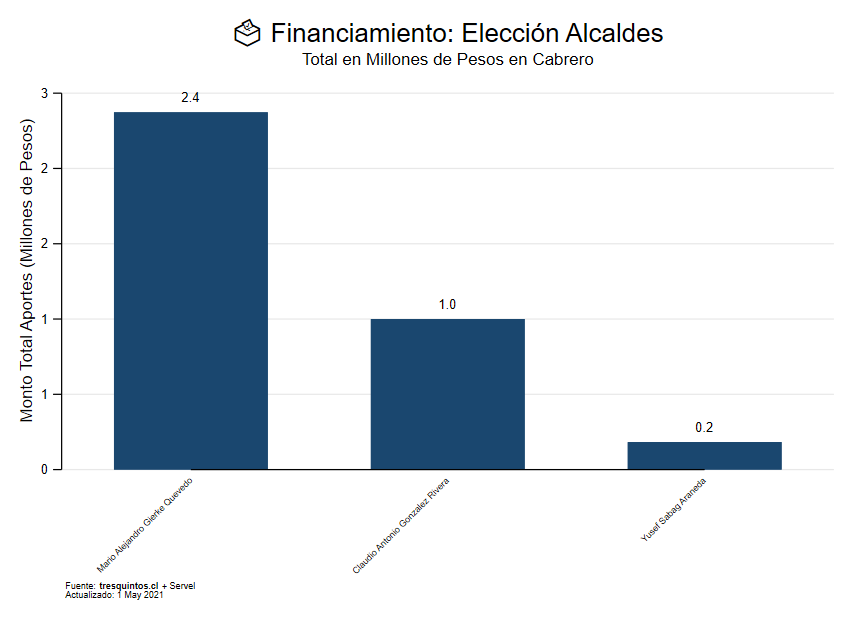 Financiamiento: Elección Alcaldes
Total en Millones de Pesos en Cabrero
Monto Total Aportes (Millones de Pesos)
3
2
2
1
1
0
2.4
1.0
0.2
Mario Alejandro Gierke Quevedo
Claudio Antonio González Rivera
Yusef Sabag Araneda
Fuente: tresquintos.cl + Servel
Actualizado: 1 May 2021